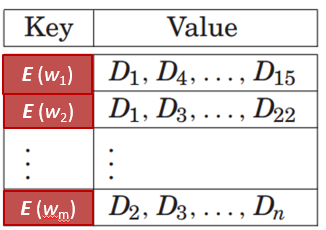 Key Value
E (w₁) D₁, D₄, . . . , D₁₅
E (w₂) D₁, D₃, . . . , D₂₂
⋮ ⋮
E (wₘ) D₂, D₃, . . . , Dₙ